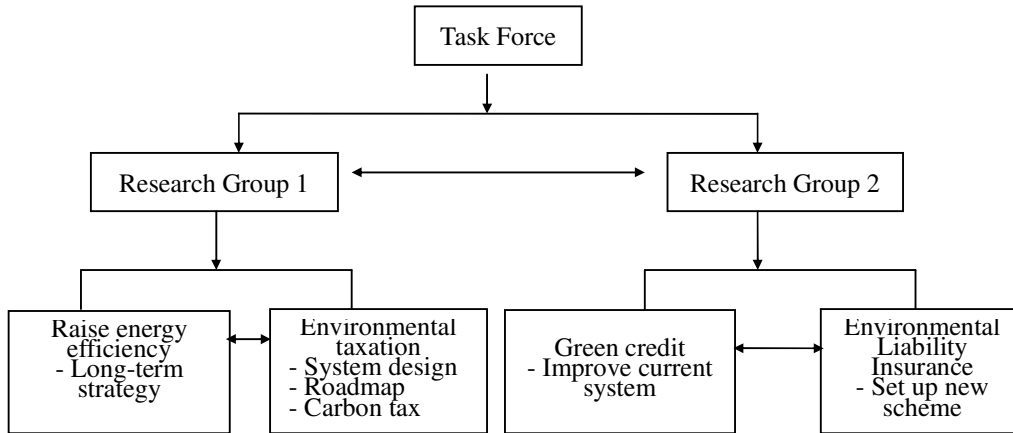 Task Force
Research Group 1
Research Group 2
Raise energy
efficiency
- Long-term
strategy
Environmental
taxation
- System design
- Roadmap
- Carbon tax
Green credit
- Improve current
system
Environmental
Liability
Insurance
- Set up new
scheme